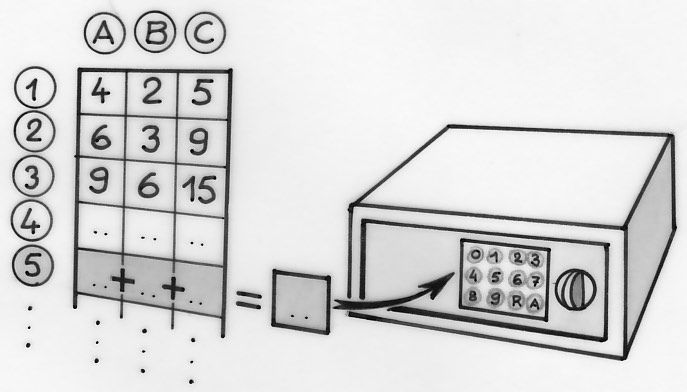 A B C
1 4 2 5
2 6 3 9
3 9 6 15
4 .. .. ..
5 .. + .. + .. = ..
0 1 2 3
4 5 6 7
8 9 R A